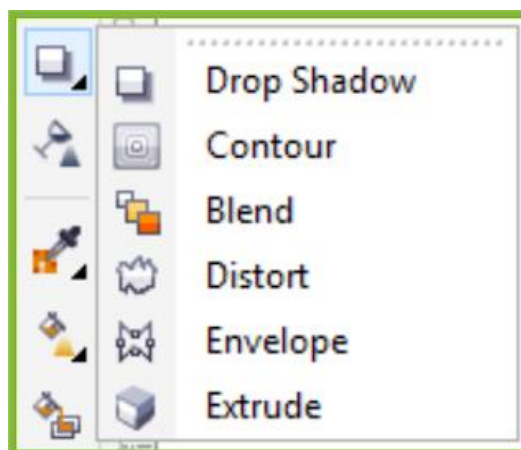 Drop Shadow
Contour
Blend
Distort
Envelope
Extrude